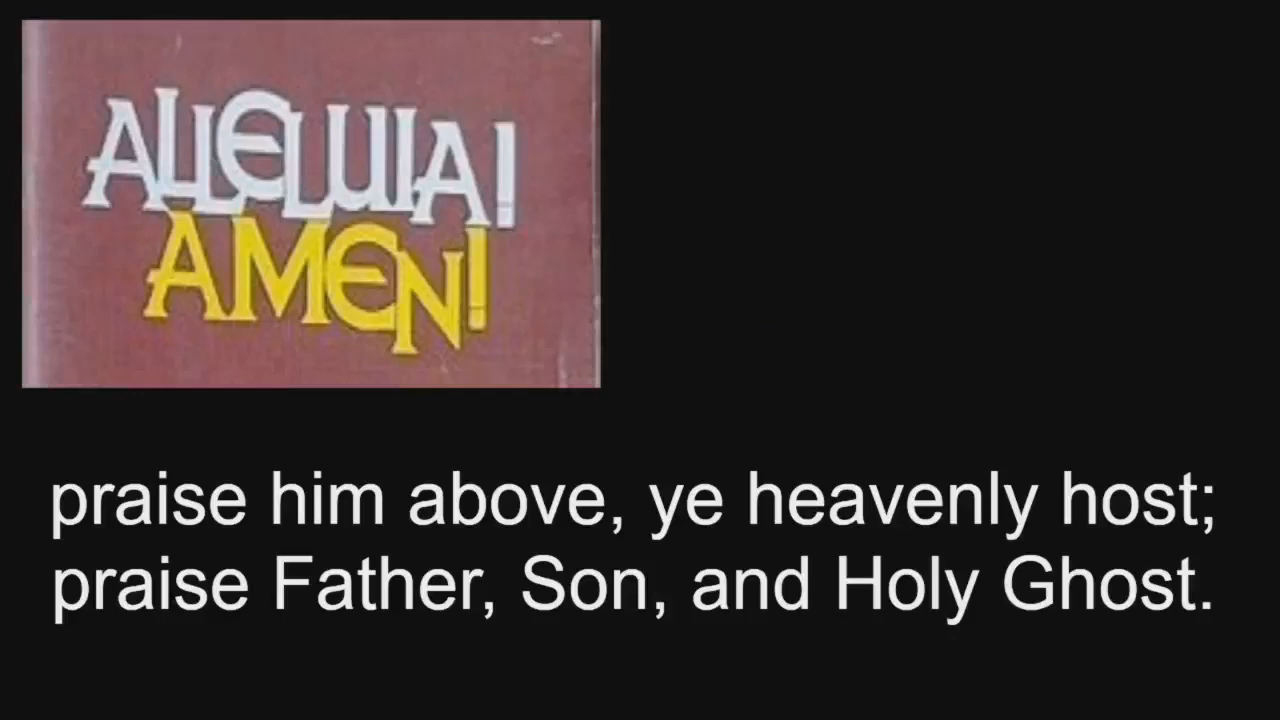 ALLELUIA!
AMEN!
praise him above, ye heavenly host;
praise Father, Son, and Holy Ghost.